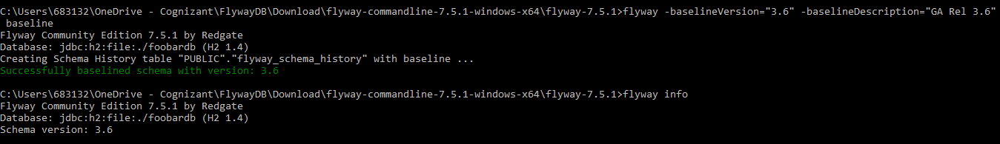 C:\Users\683132\OneDrive - Cognizant\FlywayDB\Download\flyway-commandline-7.5.1-windows-x64\flyway-7.5.1>flyway -baselineVersion="3.6" -baselineDescription="GA Rel 3.6"
baseline
Flyway Community Edition 7.5.1 by Redgate
Database: jdbc:h2:file:./foobardb (H2 1.4)
Creating Schema History table "PUBLIC"."flyway_schema_history" with baseline ...
Successfully baselined schema with version: 3.6
C:\Users\683132\OneDrive - Cognizant\FlywayDB\Download\flyway-commandline-7.5.1-windows-x64\flyway-7.5.1>flyway info
Flyway Community Edition 7.5.1 by Redgate
Database: jdbc:h2:file:./foobardb (H2 1.4)
Schema version: 3.6